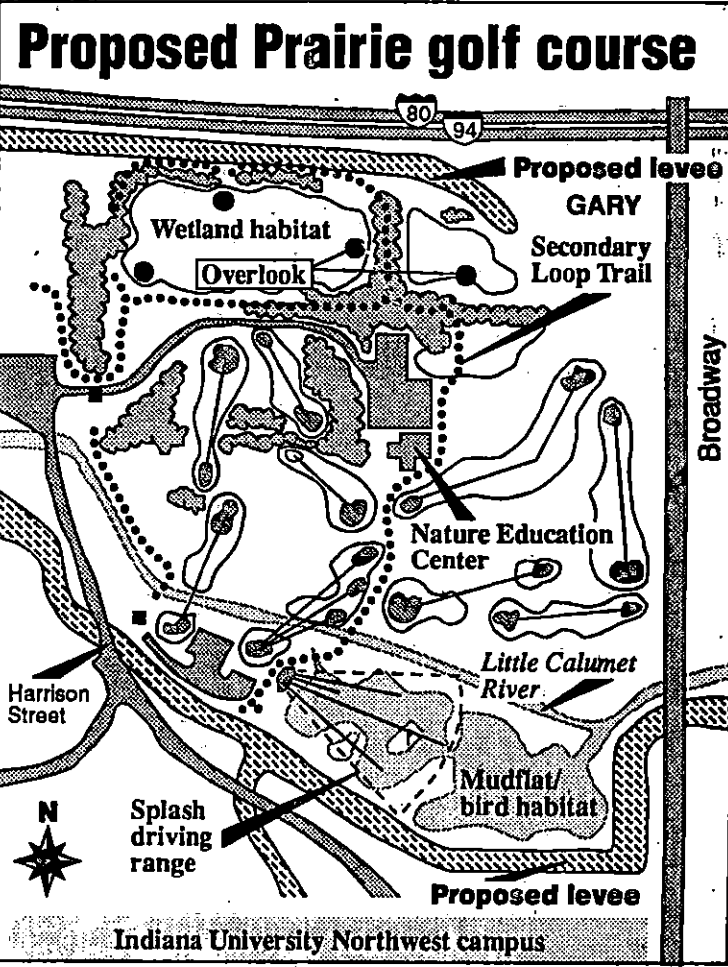 Proposed Prairie golf course
80
94
Proposed levee
GARY
Wetland habitat
Overlook
Secondary
Loop Trail
Broadway
Nature Education
Center
Little Calumet
River
Harrison
Street
Mudflat/
bird habitat
N
Splash
driving
range
Proposed levee
Indiana University Northwest campus